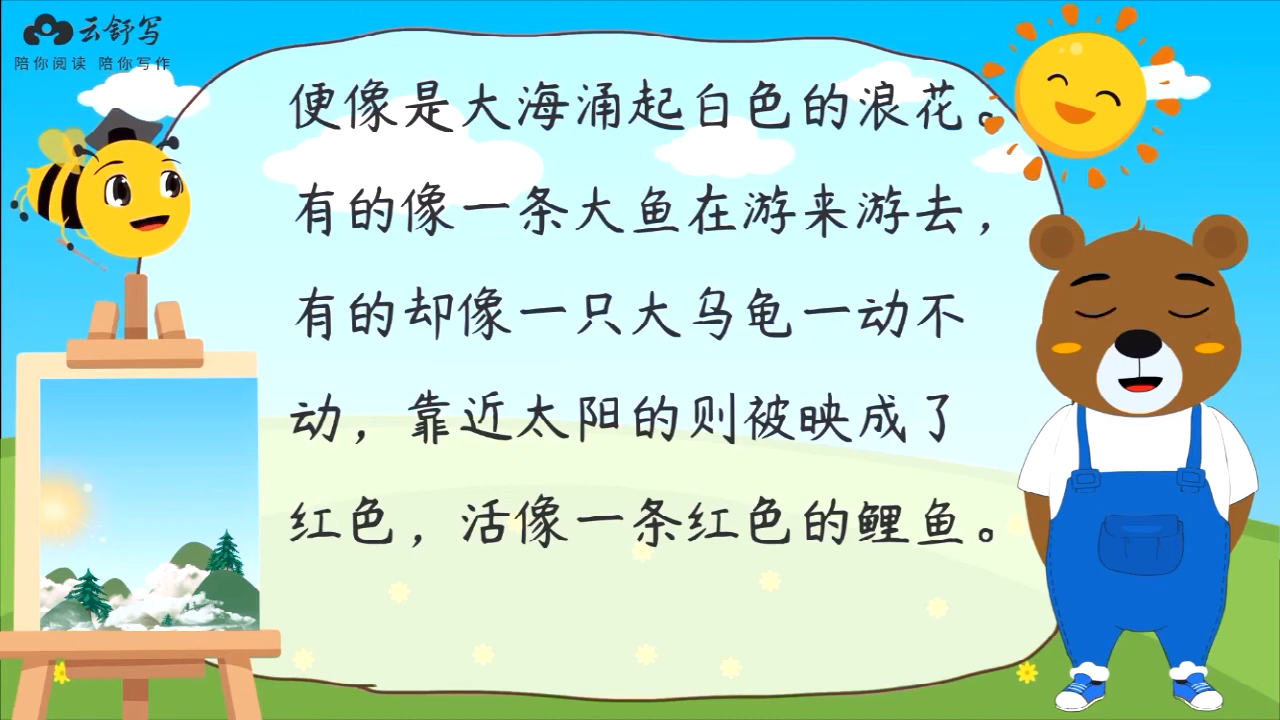 云舒写
陪你阅读 陪你写作
便像是大海涌起白色的浪花。
有的像一条大鱼在游来游去，
有的却像一只大乌龟一动不
动，靠近太阳的则被映成了
红色，活像一条红色的鲤鱼。